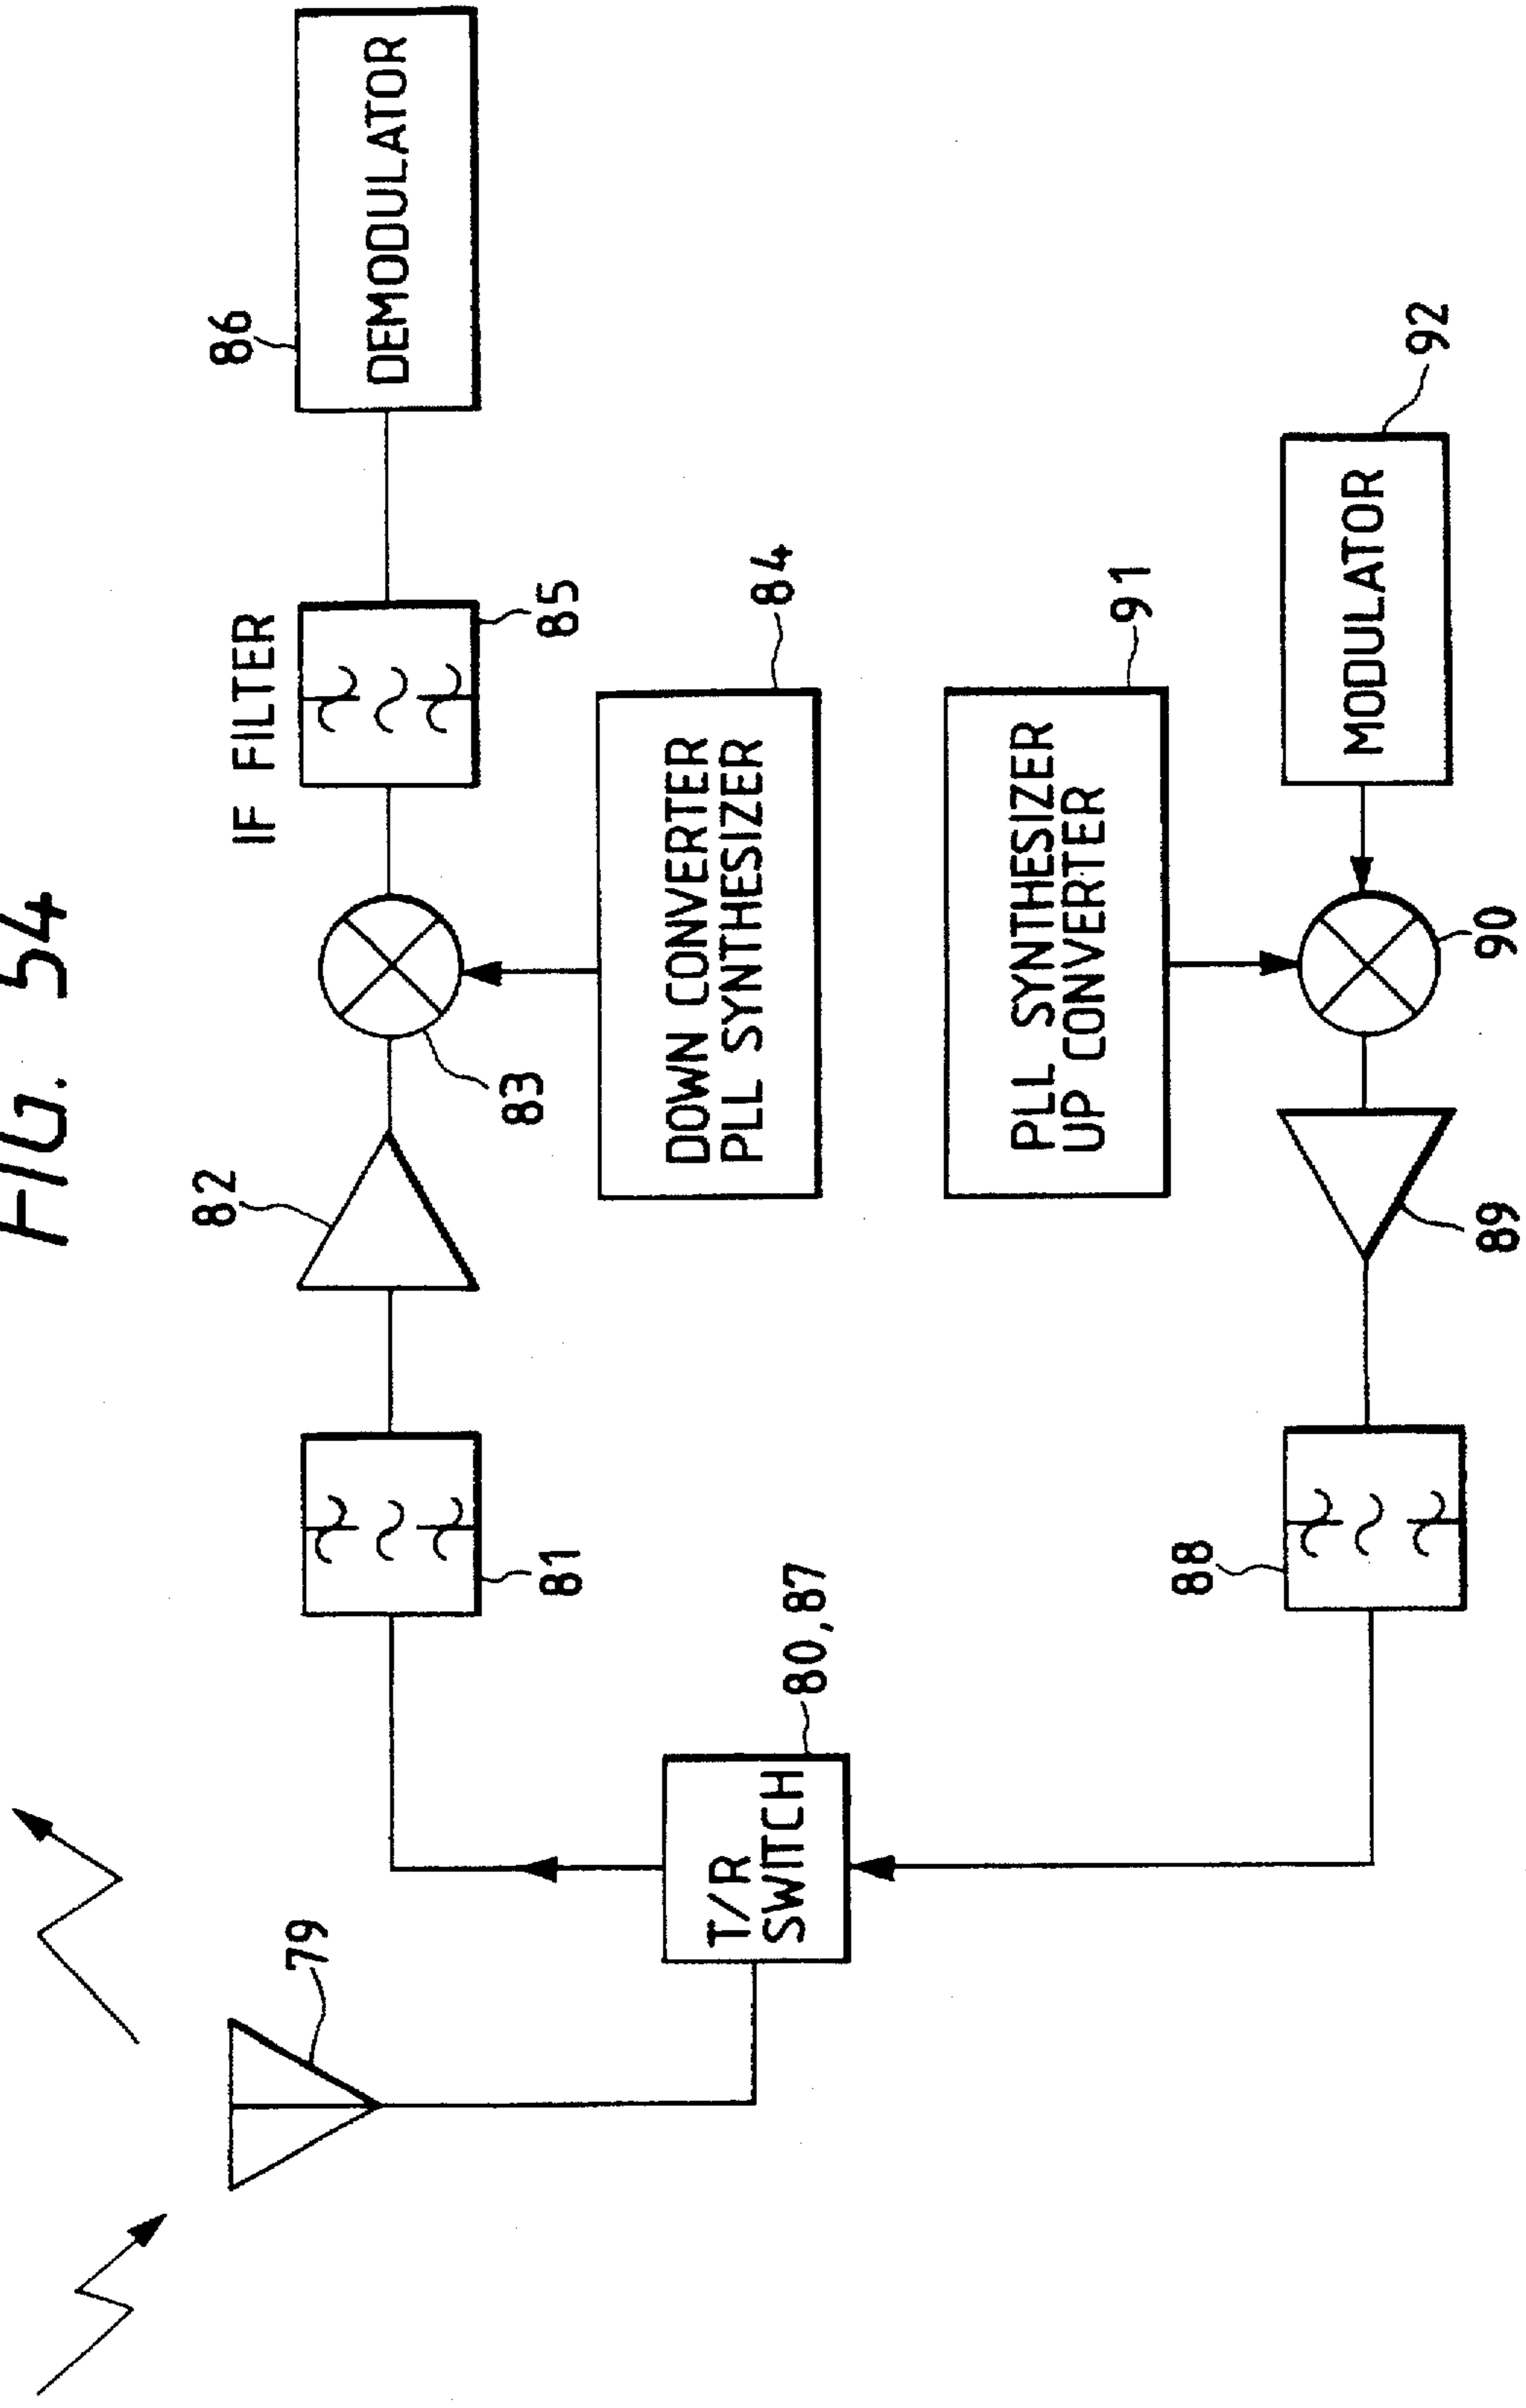 FIG. 54
79
80,87
T/R
SWITCH
81
82
83
DOWN CONVERTER
PLL SYNTHESIZER
84
IF FILTER
85
86
DEMODULATOR
88
89
90
PLL SYNTHESIZER
UP CONVERTER
91
MODULATOR
92